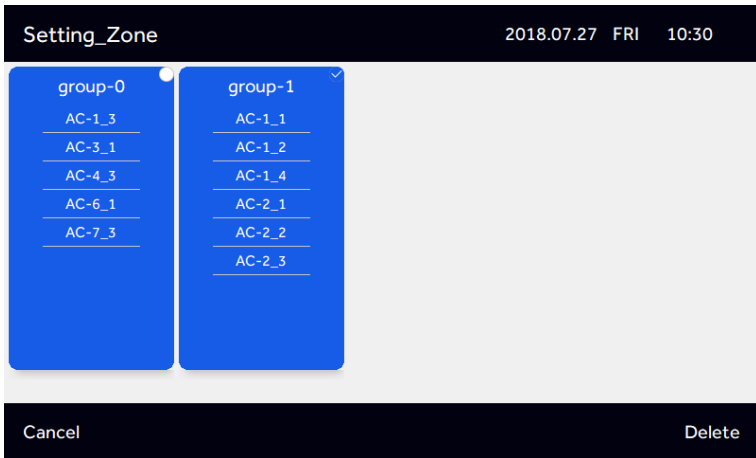 Setting_Zone 2018.07.27 FRI 10:30
group-0
AC-1_3
AC-3_1
AC-4_3
AC-6_1
AC-7_3
group-1
AC-1_1
AC-1_2
AC-1_4
AC-2_1
AC-2_2
AC-2_3
Cancel Delete